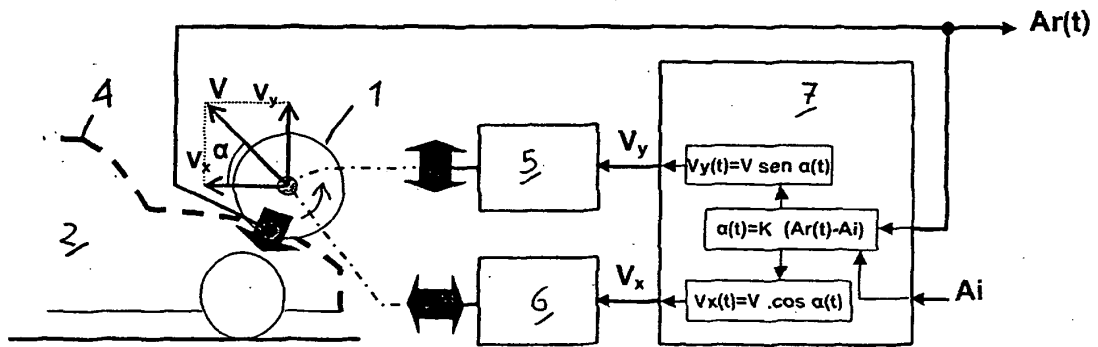 Ar(t)
4
V
Vy
1
7
α
Vx
5
Vy
Vy(t)=V sen α(t)
2
α(t)=K (Ar(t)-Ai)
6
Vx
Vx(t)=V .cos α(t)
Ai